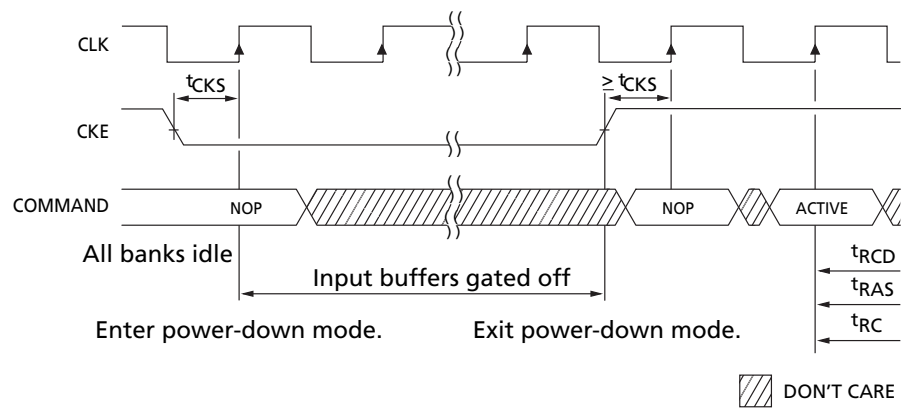 CLK
tCKS
≥ tCKS
CKE
COMMAND
NOP
NOP
ACTIVE
All banks idle
Input buffers gated off
tRCD
tRAS
tRC
Enter power-down mode.
Exit power-down mode.
DON'T CARE